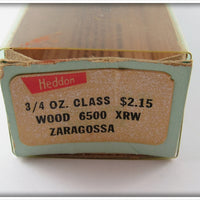 Heddon
3/4 OZ. CLASS $2.15
WOOD 6500 XRW
ZARAGOSSA